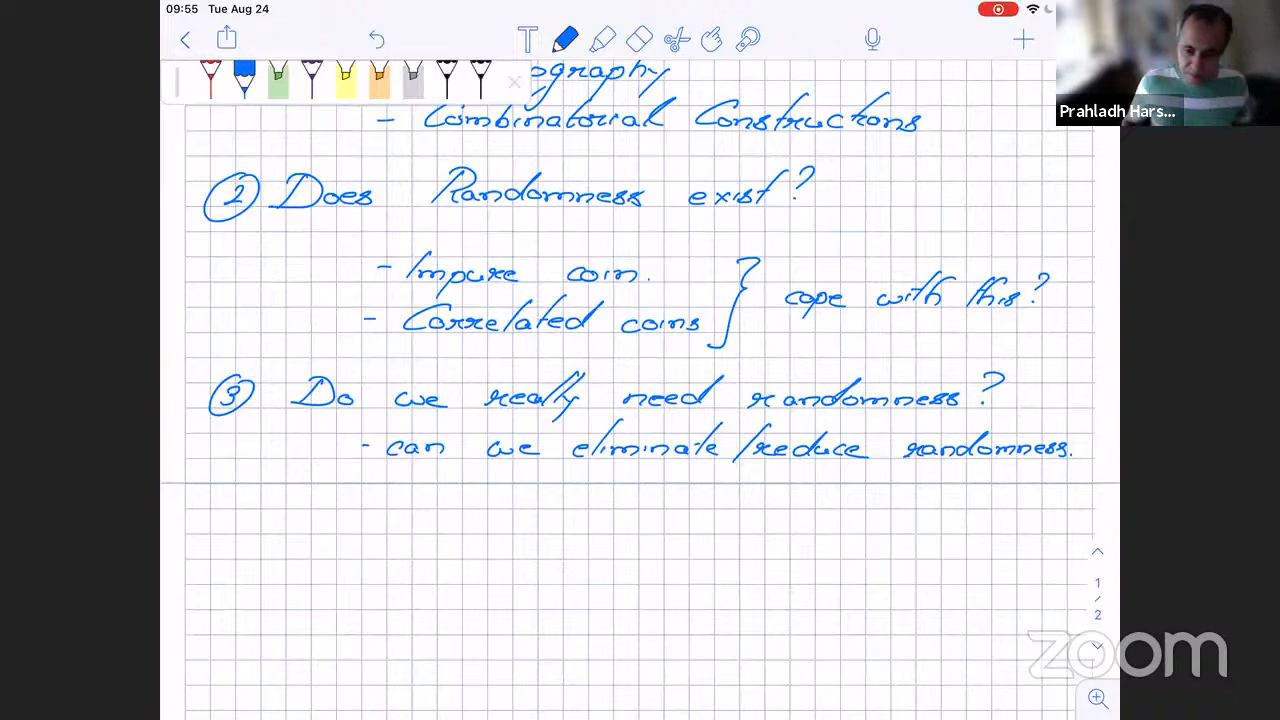 09:55 Tue Aug 24
Prahladh Hars...
ography
- Combinatorial Constructions
② Does Randomness exist?
- Impure coin.
- Correlated coins } cope with this?
③ Do we really need randomness?
- can we eliminate/reduce randomness.
1
/
2
zoom